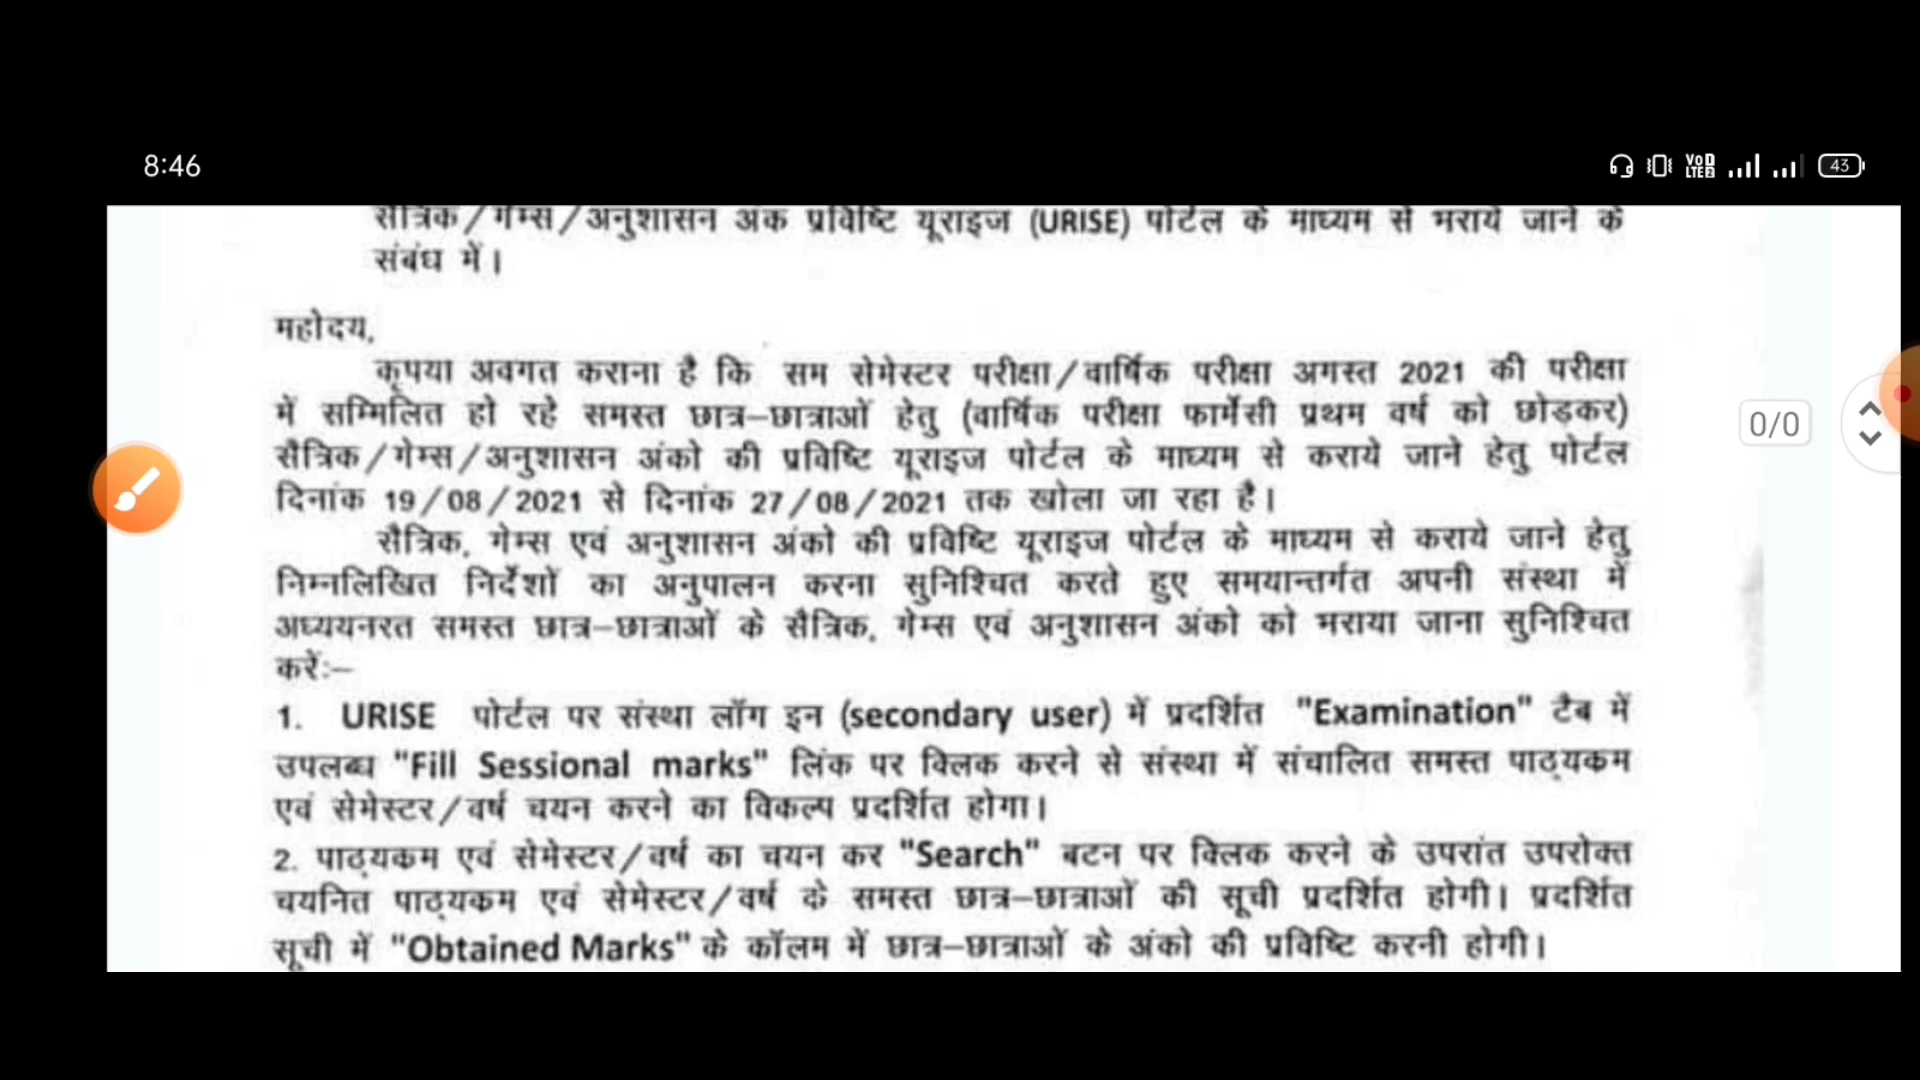 8:46
VoD LTE2
43
सैत्रिक/गेम्स/अनुशासन अंक प्रविष्टि यूराइज (URISE) पोर्टल के माध्यम से भराये जाने के
संबंध में।
महोदय,
कृपया अवगत कराना है कि सम सेमेस्टर परीक्षा/वार्षिक परीक्षा अगस्त 2021 की परीक्षा
में सम्मिलित हो रहे समस्त छात्र–छात्राओं हेतु (वार्षिक परीक्षा फार्मेसी प्रथम वर्ष को छोड़कर)
0/0
सैत्रिक/गेम्स/अनुशासन अंको की प्रविष्टि यूराइज पोर्टल के माध्यम से कराये जाने हेतु पोर्टल
दिनांक 19/08/2021 से दिनांक 27/08/2021 तक खोला जा रहा है।
सैत्रिक, गेम्स एवं अनुशासन अंको की प्रविष्टि यूराइज पोर्टल के माध्यम से कराये जाने हेतु
निम्नलिखित निर्देशों का अनुपालन करना सुनिश्चित करते हुए समयान्तर्गत अपनी संस्था में
अध्ययनरत समस्त छात्र–छात्राओं के सैत्रिक, गेम्स एवं अनुशासन अंको को भराया जाना सुनिश्चित
करें:–
1. URISE पोर्टल पर संस्था लॉग इन (secondary user) में प्रदर्शित "Examination" टैब में
उपलब्ध "Fill Sessional marks" लिंक पर क्लिक करने से संस्था में संचालित समस्त पाठ्यकम
एवं सेमेस्टर/वर्ष चयन करने का विकल्प प्रदर्शित होगा।
2. पाठ्यकम एवं सेमेस्टर/वर्ष का चयन कर "Search" बटन पर क्लिक करने के उपरांत उपरोक्त
चयनित पाठ्यकम एवं सेमेस्टर/वर्ष के समस्त छात्र–छात्राओं की सूची प्रदर्शित होगी। प्रदर्शित
सूची में "Obtained Marks" के कॉलम में छात्र–छात्राओं के अंको की प्रविष्टि करनी होगी।